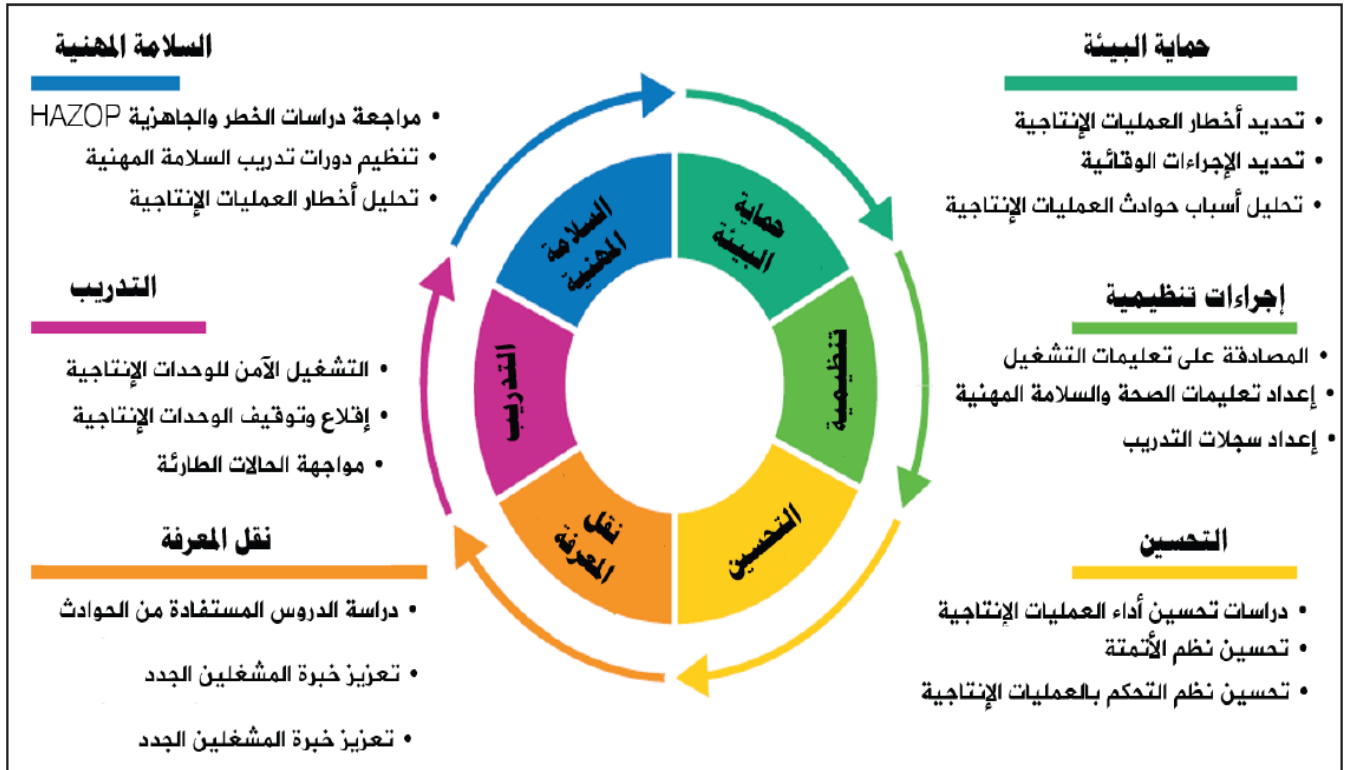 حماية البيئة
• تحديد أخطار العمليات الإنتاجية
• تحديد الإجراءات الوقائية
• تحليل أسباب حوادث العمليات الإنتاجية
إجراءات تنظيمية
• المصادقة على تعليمات التشغيل
• إعداد تعليمات الصحة والسلامة المهنية
• إعداد سجلات التدريب
التحسين
• دراسات تحسين أداء العمليات الإنتاجية
• تحسين نظم الأتمتة
• تحسين نظم التحكم بالعمليات الإنتاجية
حماية
البيئة
تنظيمية
التحسين
نقل
المعرفة
التدريب
السلامة
المهنية
السلامة المهنية
• مراجعة دراسات الخطر والجاهزية HAZOP
• تنظيم دورات تدريب السلامة المهنية
• تحليل أخطار العمليات الإنتاجية
التدريب
• التشغيل الآمن للوحدات الإنتاجية
• إقلاع وتوقيف الوحدات الإنتاجية
• مواجهة الحالات الطارئة
نقل المعرفة
• دراسة الدروس المستفادة من الحوادث
• تعزيز خبرة المشغلين الجدد
• تعزيز خبرة المشغلين الجدد